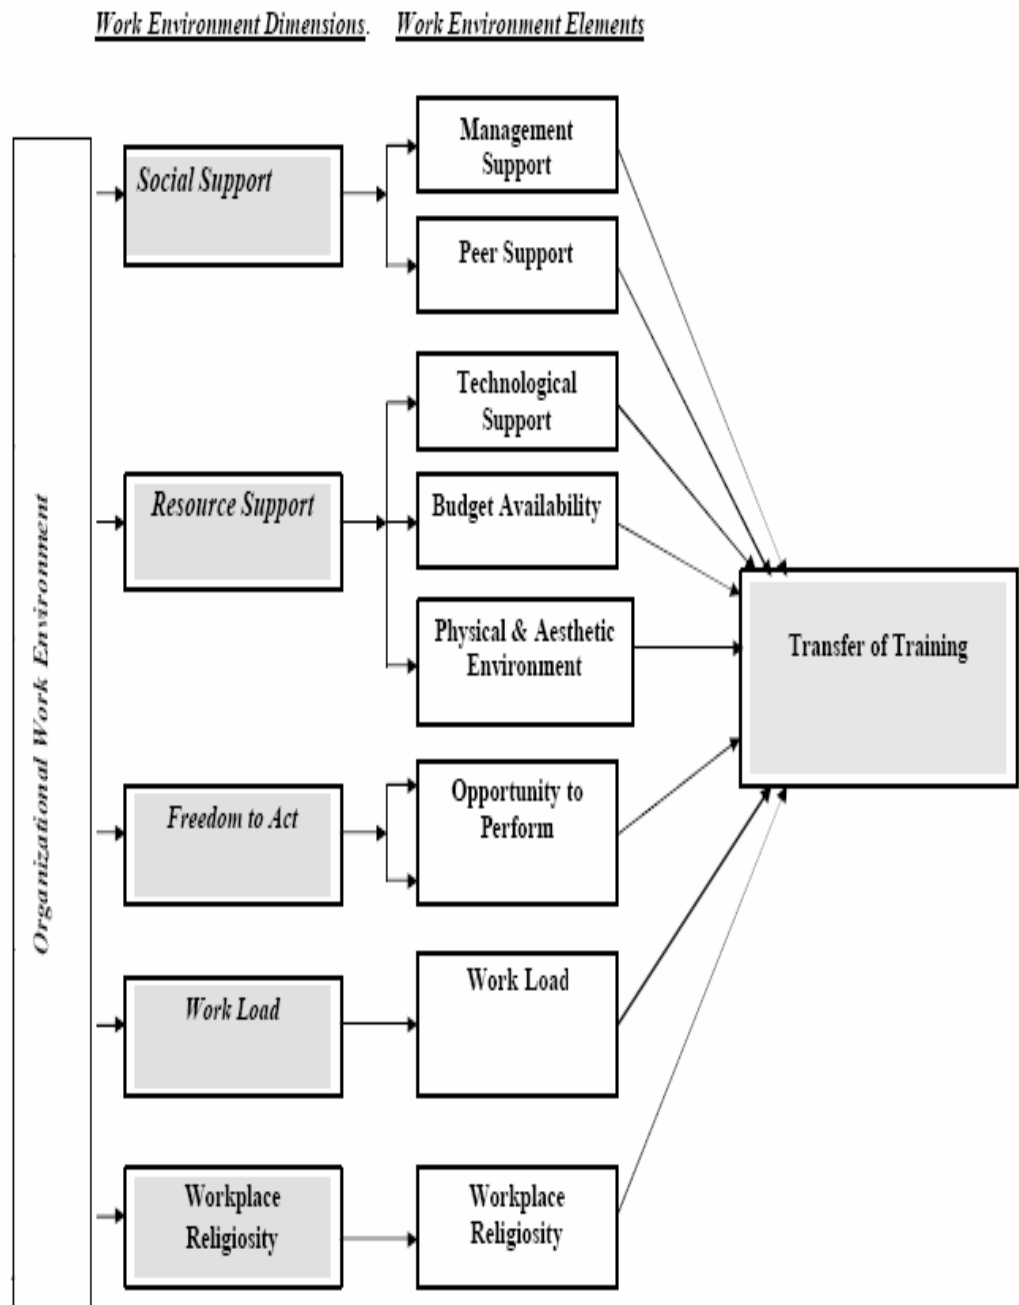 Work Environment Dimensions. Work Environment Elements
Organizational Work Environment
Social Support
Management
Support
Peer Support
Resource Support
Technological
Support
Budget Availability
Physical & Aesthetic
Environment
Transfer of Training
Freedom to Act
Opportunity to
Perform
Work Load
Work Load
Workplace
Religiosity
Workplace
Religiosity